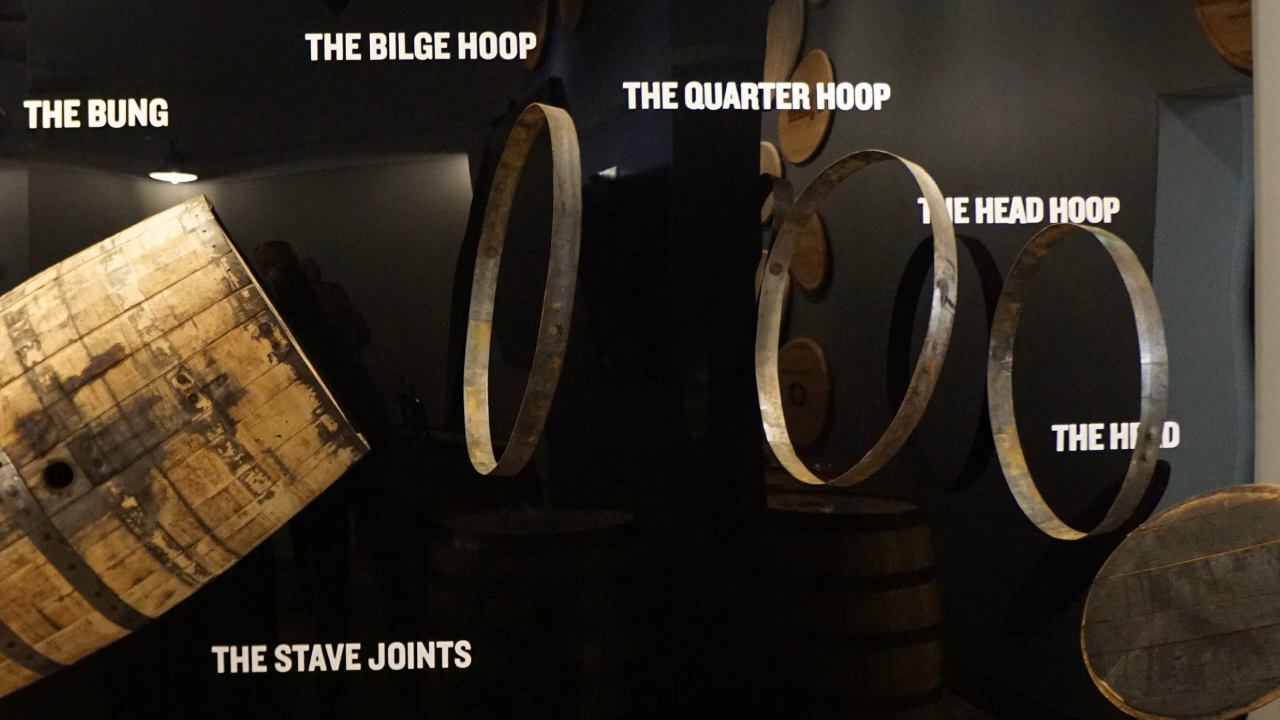 THE BILGE HOOP
THE BUNG
THE QUARTER HOOP
THE HEAD HOOP
THE HEAD
THE STAVE JOINTS